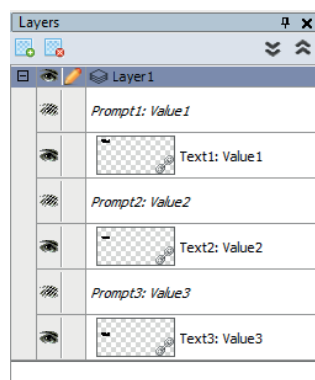 Layers
Layer1
Prompt1: Value1
Text1: Value1
Prompt2: Value2
Text2: Value2
Prompt3: Value3
Text3: Value3